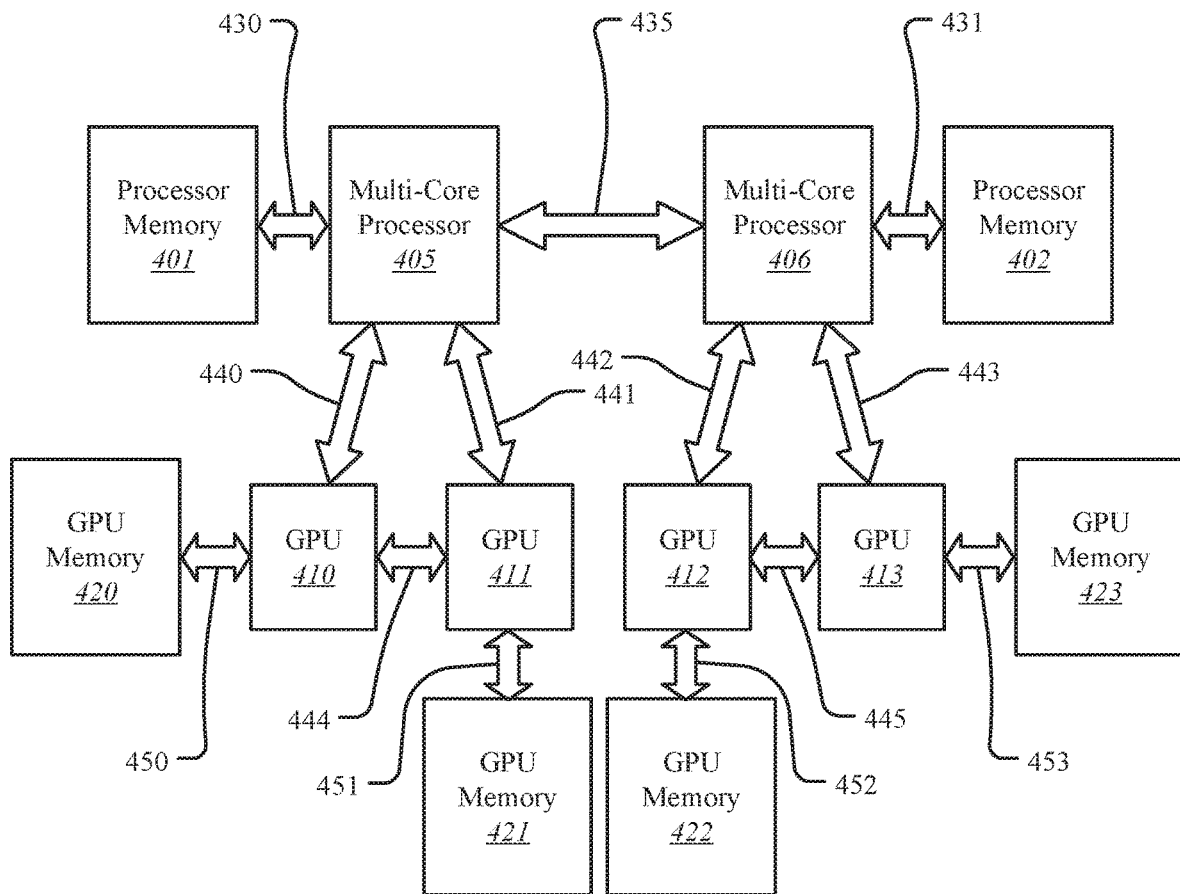 430
435
431
Processor
Memory
401
Multi-Core
Processor
405
Multi-Core
Processor
406
Processor
Memory
402
440
441
442
443
GPU
Memory
420
GPU
410
GPU
411
GPU
412
GPU
413
GPU
Memory
423
450
444
451
445
452
453
GPU
Memory
421
GPU
Memory
422